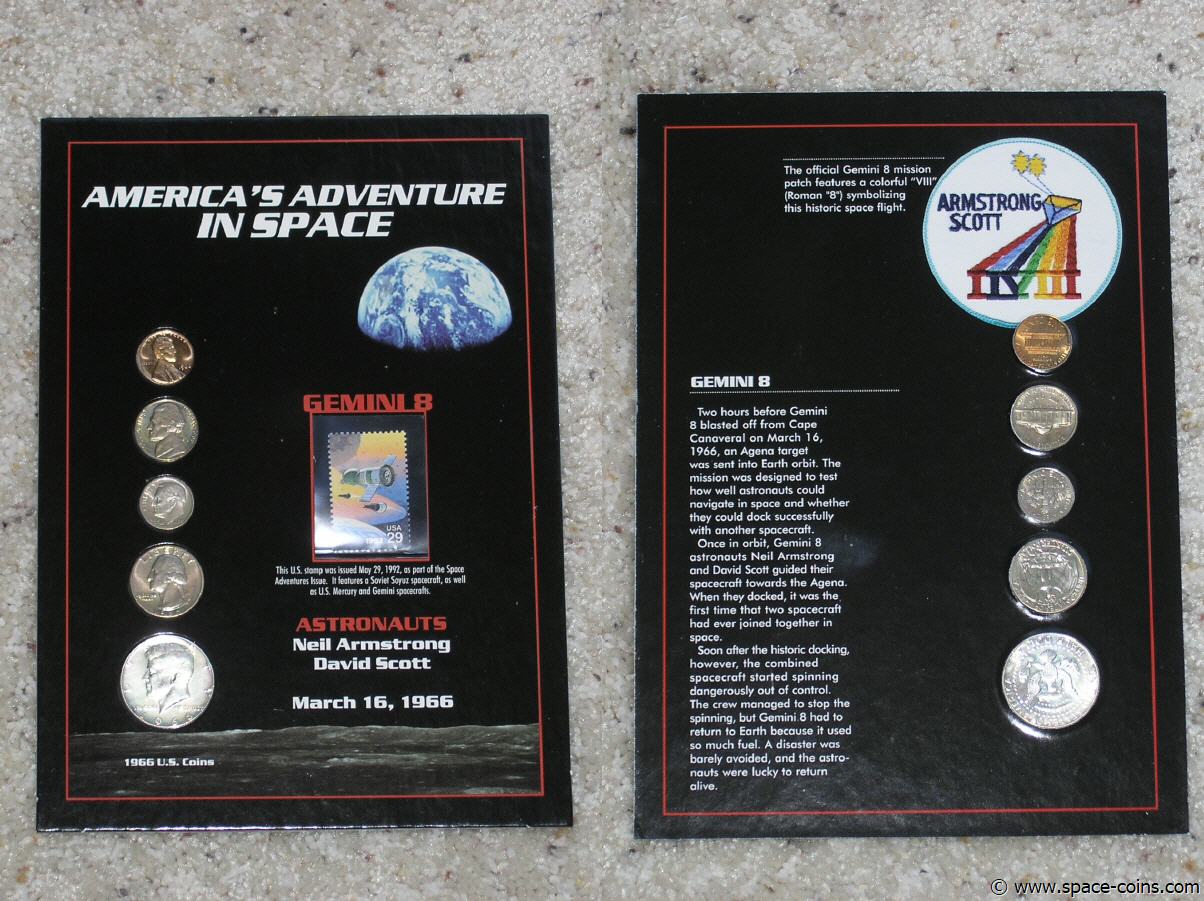 AMERICA'S ADVENTURE
IN SPACE
GEMINI 8
USA
1992 29
This U.S. stamp was issued May 29, 1992, as part of the Space
Adventures Issue. It features a Soviet Soyuz spacecraft, as well
as U.S. Mercury and Gemini spacecrafts.
ASTRONAUTS
Neil Armstrong
David Scott
March 16, 1966
1966 U.S. Coins
The official Gemini 8 mission
patch features a colorful "VIII"
(Roman "8") symbolizing
this historic space flight.
ARMSTRONG
SCOTT
VIII
GEMINI 8
Two hours before Gemini
8 blasted off from Cape
Canaveral on March 16,
1966, an Agena target
was sent into Earth orbit. The
mission was designed to test
how well astronauts could
navigate in space and whether
they could dock successfully
with another spacecraft.
Once in orbit, Gemini 8
astronauts Neil Armstrong
and David Scott guided their
spacecraft towards the Agena.
When they docked, it was the
first time that two spacecraft
had ever joined together in
space.
Soon after the historic docking,
however, the combined
spacecraft started spinning
dangerously out of control.
The crew managed to stop the
spinning, but Gemini 8 had to
return to Earth because it used
so much fuel. A disaster was
barely avoided, and the astro-
nauts were lucky to return
alive.
© www.space-coins.com